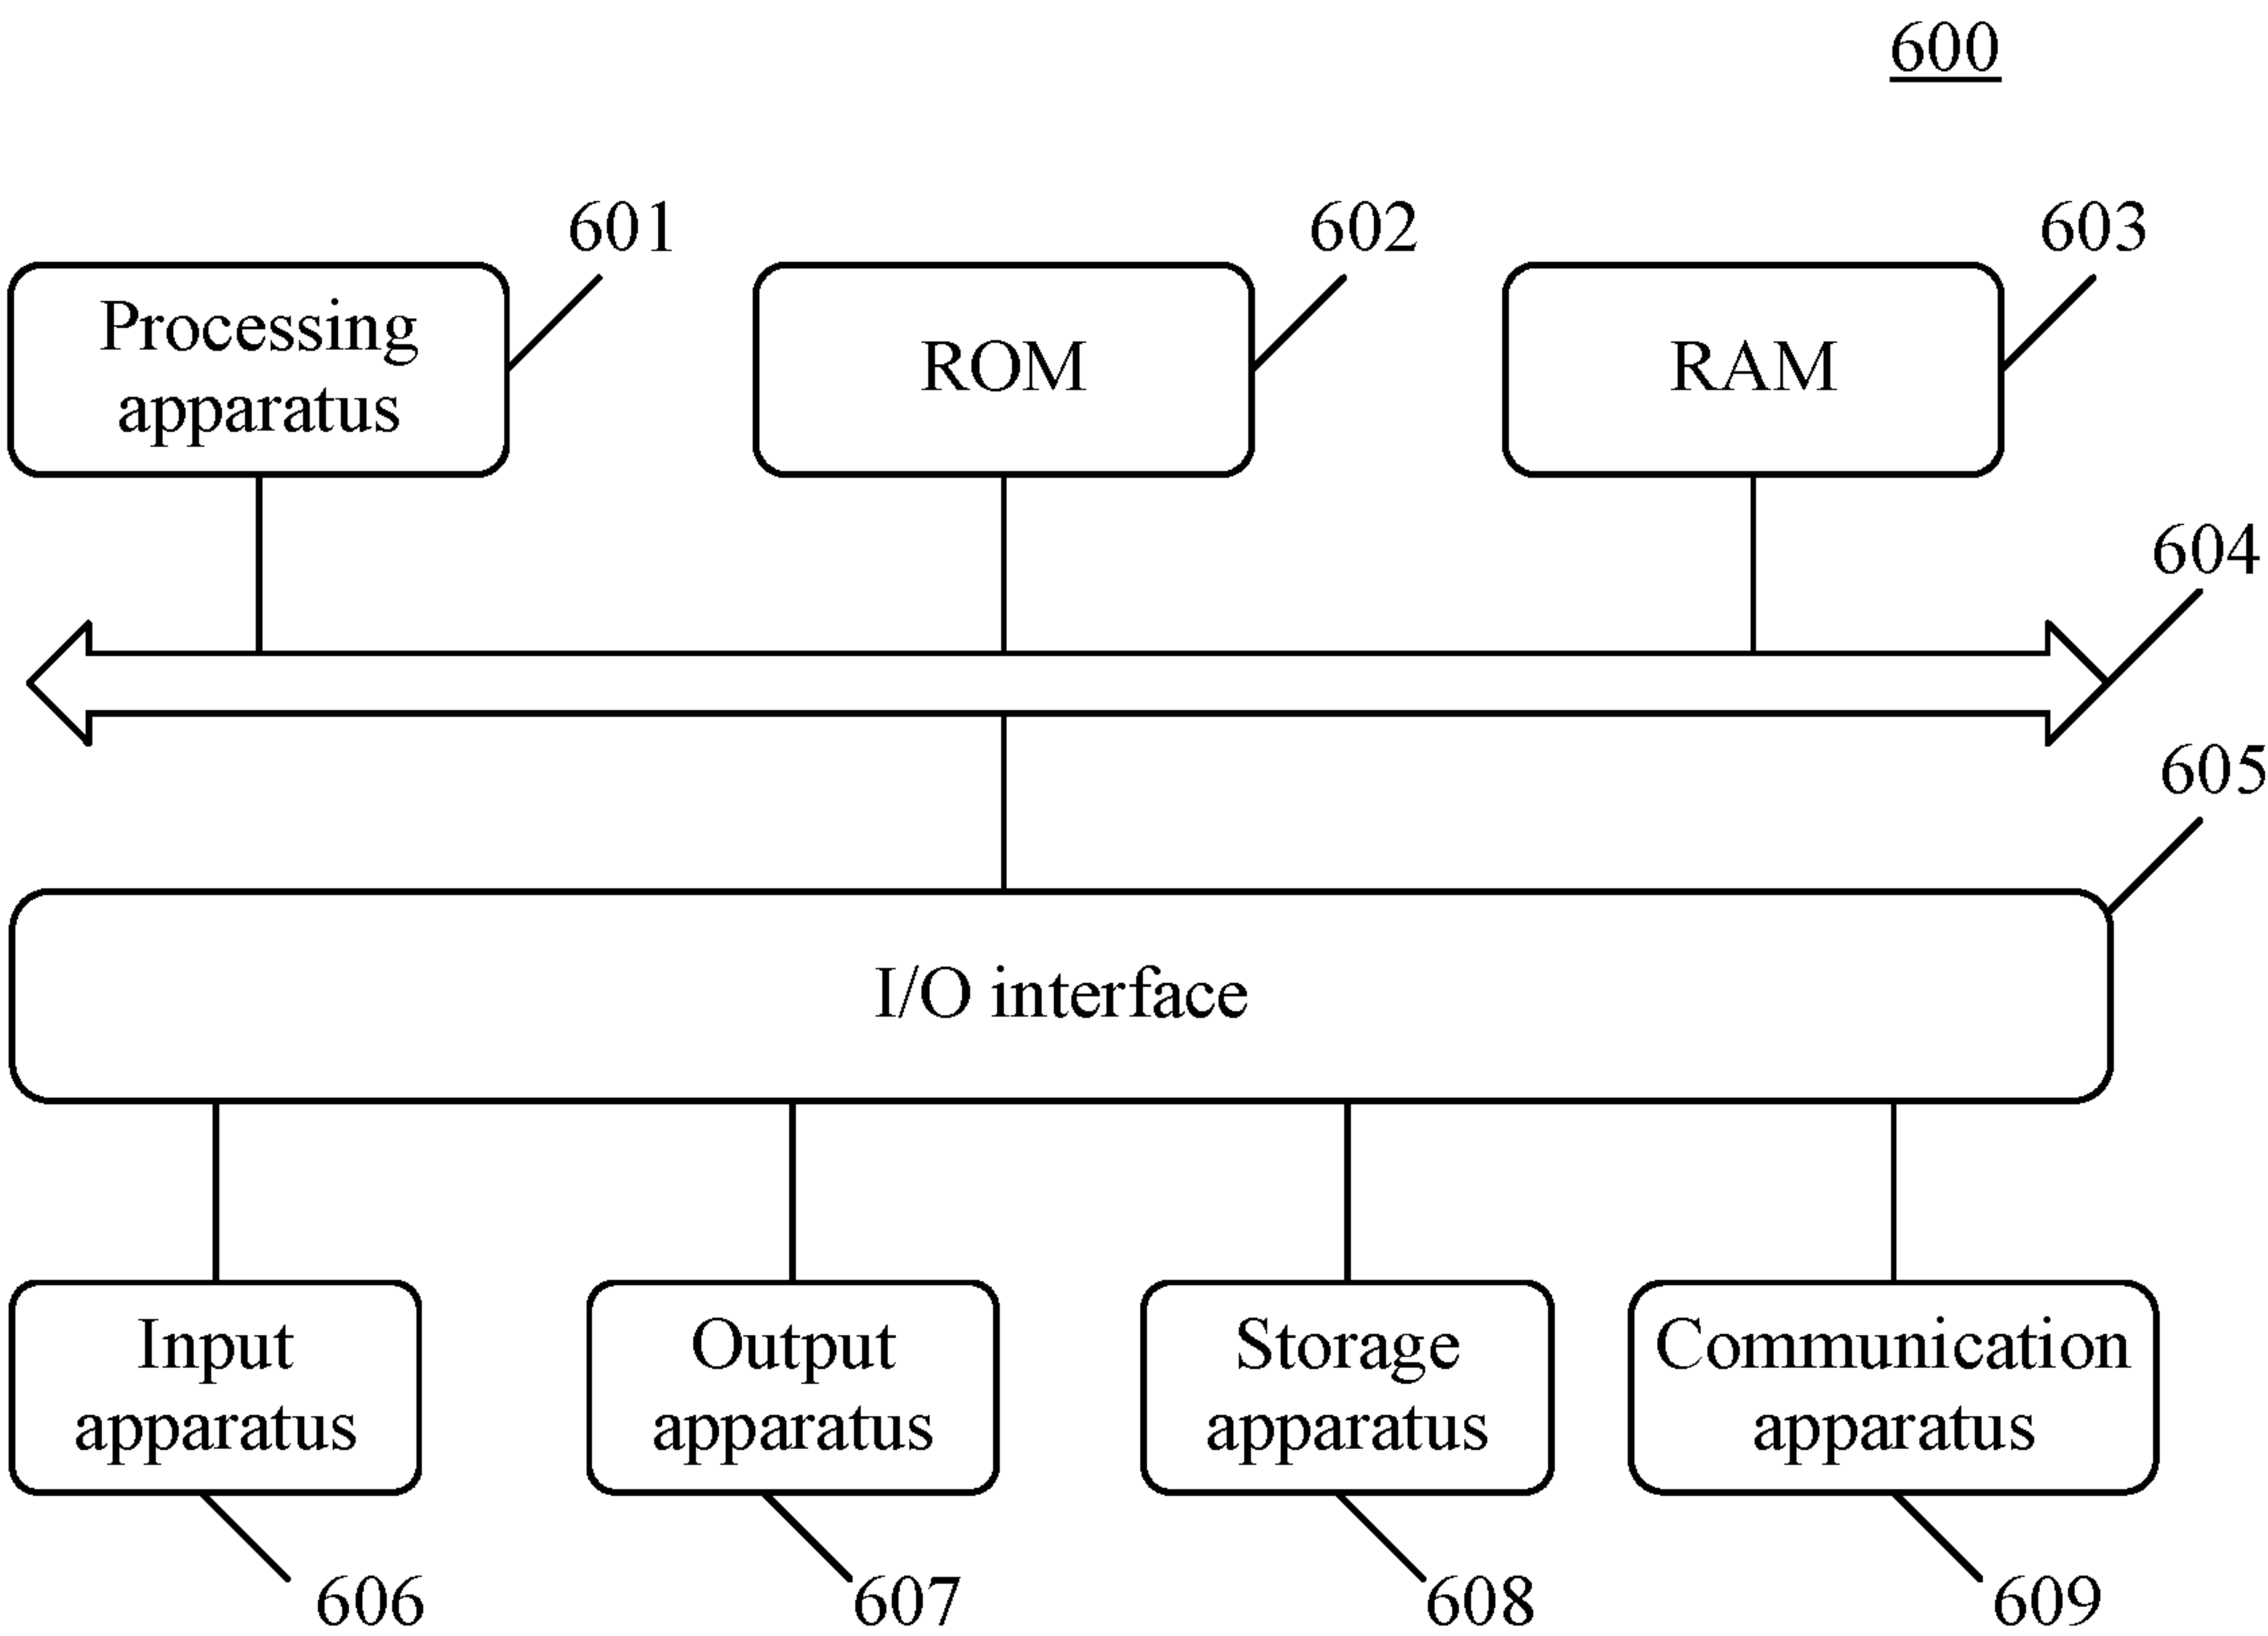 600
601
602
603
Processing
apparatus
ROM
RAM
604
605
I/O interface
Input
apparatus
Output
apparatus
Storage
apparatus
Communication
apparatus
606
607
608
609